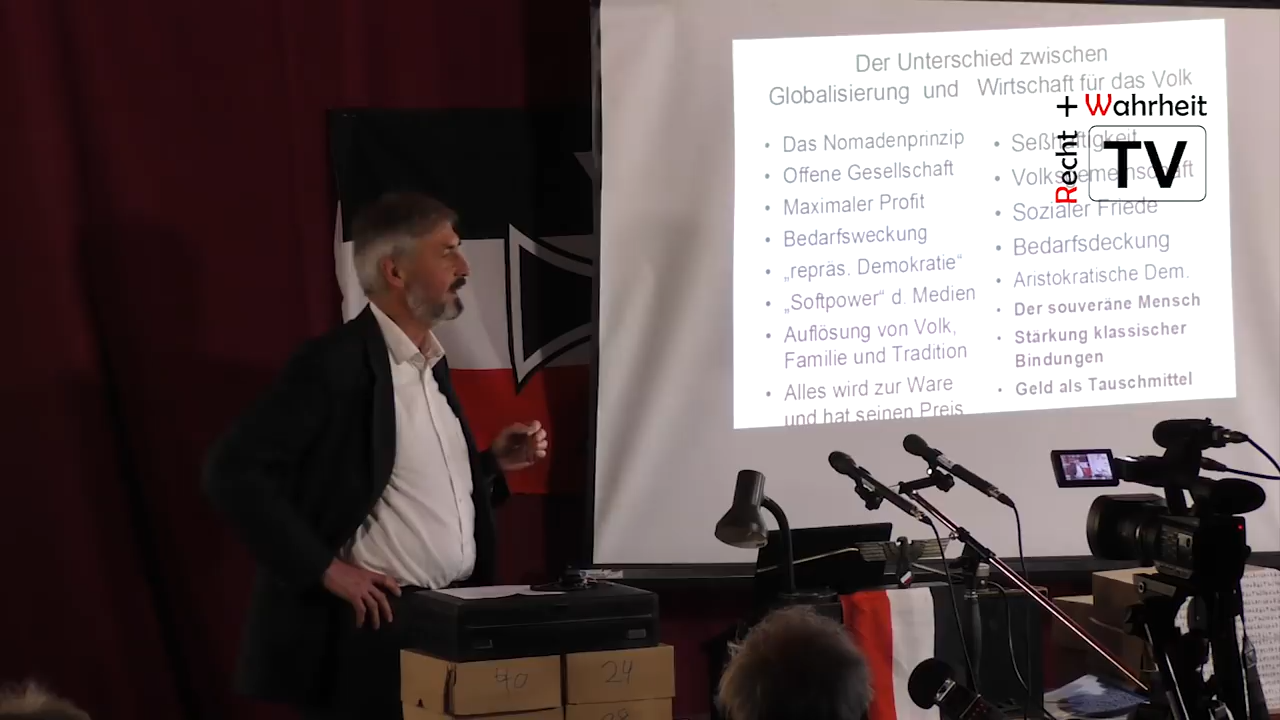 Der Unterschied zwischen
Globalisierung und Wirtschaft für das Volk
• Das Nomadenprinzip
• Offene Gesellschaft
• Maximaler Profit
• Bedarfsweckung
• „repräs. Demokratie“
• „Softpower“ d. Medien
• Auflösung von Volk,
Familie und Tradition
• Alles wird zur Ware
und hat seinen Preis
• Seßhaftigkeit
• Volksgemeinschaft
• Sozialer Friede
• Bedarfsdeckung
• Aristokratische Dem.
• Der souveräne Mensch
• Stärkung klassischer
Bindungen
• Geld als Tauschmittel
Recht + Wahrheit
TV
90
24